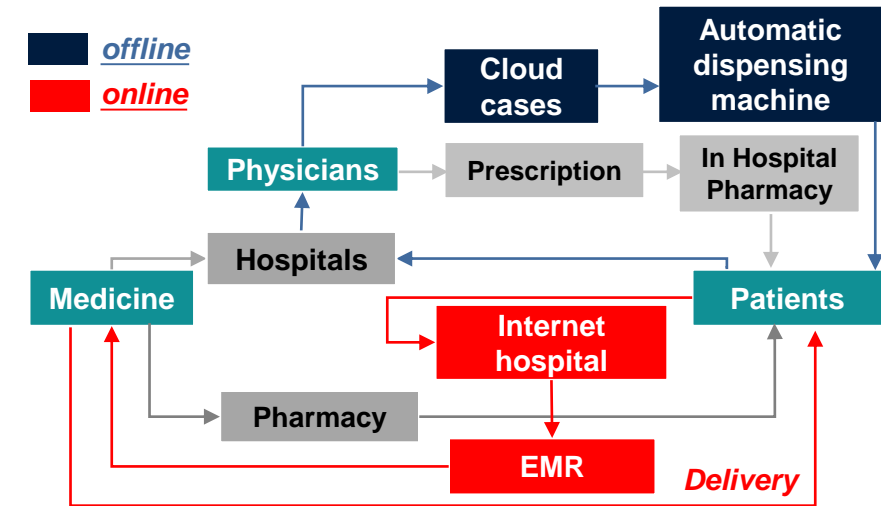 offline
online
Cloud
cases
Automatic
dispensing
machine
Physicians
Prescription
In Hospital
Pharmacy
Hospitals
Medicine
Patients
Internet
hospital
Pharmacy
EMR
Delivery